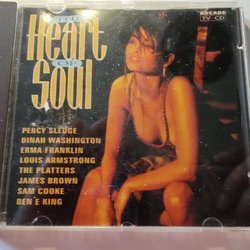 THE
Heart
OF
Soul
ARCADE
TV-CD
PERCY SLEDGE
DINAH WASHINGTON
ERMA FRANKLIN
LOUIS ARMSTRONG
THE PLATTERS
JAMES BROWN
SAM COOKE
BEN E KING